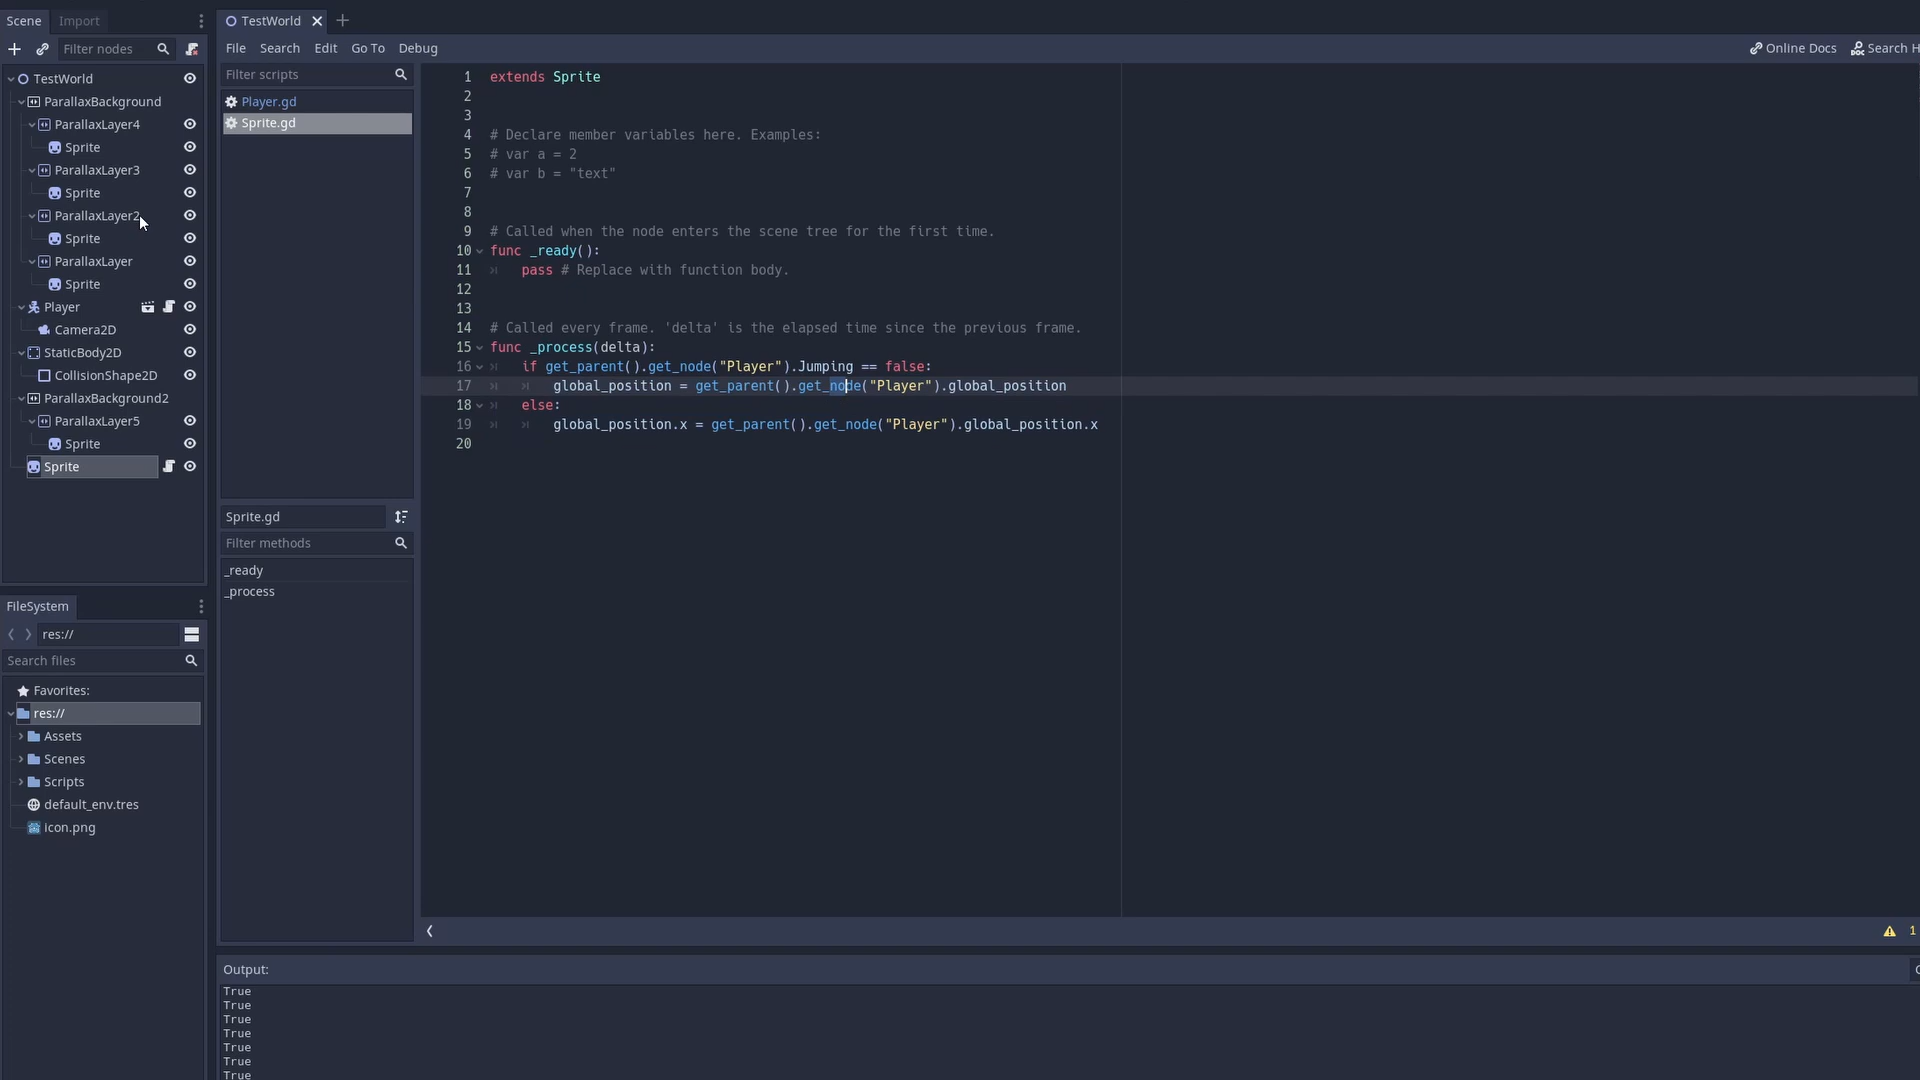 Scene
Import
TestWorld
Filter nodes
File Search Edit Go To Debug
Online Docs
Search H
TestWorld
ParallaxBackground
ParallaxLayer4
Sprite
ParallaxLayer3
Sprite
ParallaxLayer2
Sprite
ParallaxLayer
Sprite
Player
Camera2D
StaticBody2D
CollisionShape2D
ParallaxBackground2
ParallaxLayer5
Sprite
Sprite
FileSystem
res://
Search files
Favorites:
res://
Assets
Scenes
Scripts
default_env.tres
icon.png
Filter scripts
Player.gd
Sprite.gd
Sprite.gd
Filter methods
_ready
_process
1 extends Sprite
2
3
4 # Declare member variables here. Examples:
5 # var a = 2
6 # var b = "text"
7
8
9 # Called when the node enters the scene tree for the first time.
10 func _ready():
11 pass # Replace with function body.
12
13
14 # Called every frame. 'delta' is the elapsed time since the previous frame.
15 func _process(delta):
16 if get_parent().get_node("Player").Jumping == false:
17 global_position = get_parent().get_node("Player").global_position
18 else:
19 global_position.x = get_parent().get_node("Player").global_position.x
20
1
Output:
True
True
True
True
True
True
True